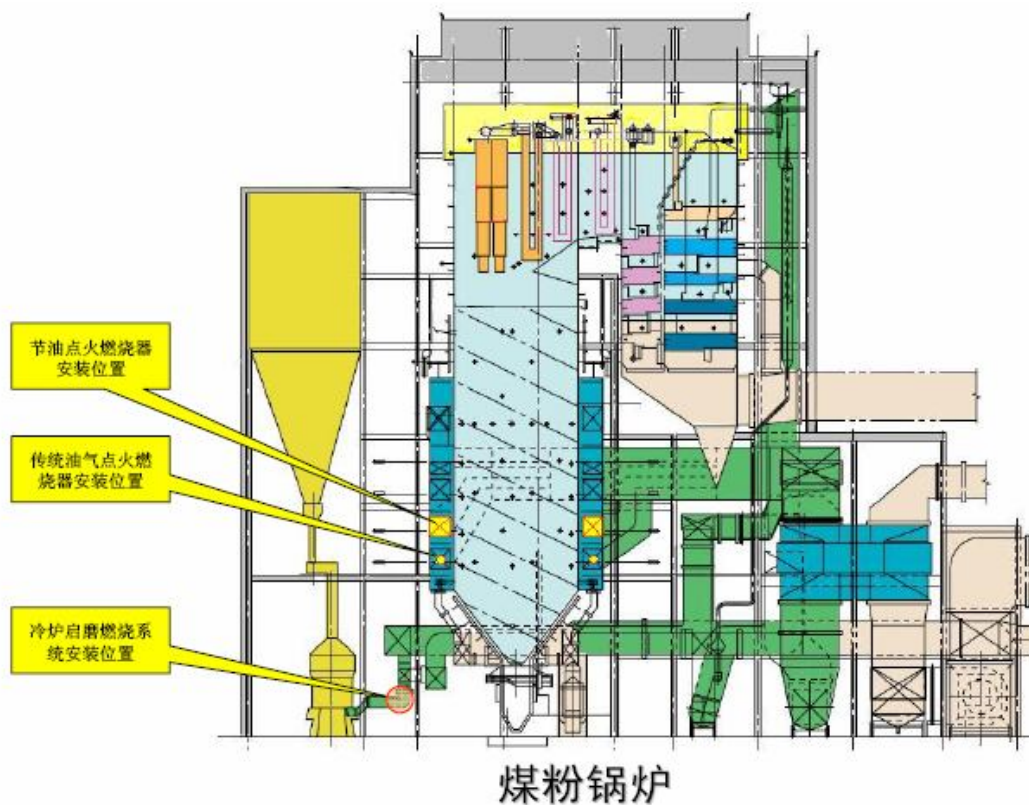 节油点火燃烧器
安装位置
传统油气点火燃
烧器安装位置
冷炉启磨燃烧系
统安装位置
煤粉锅炉